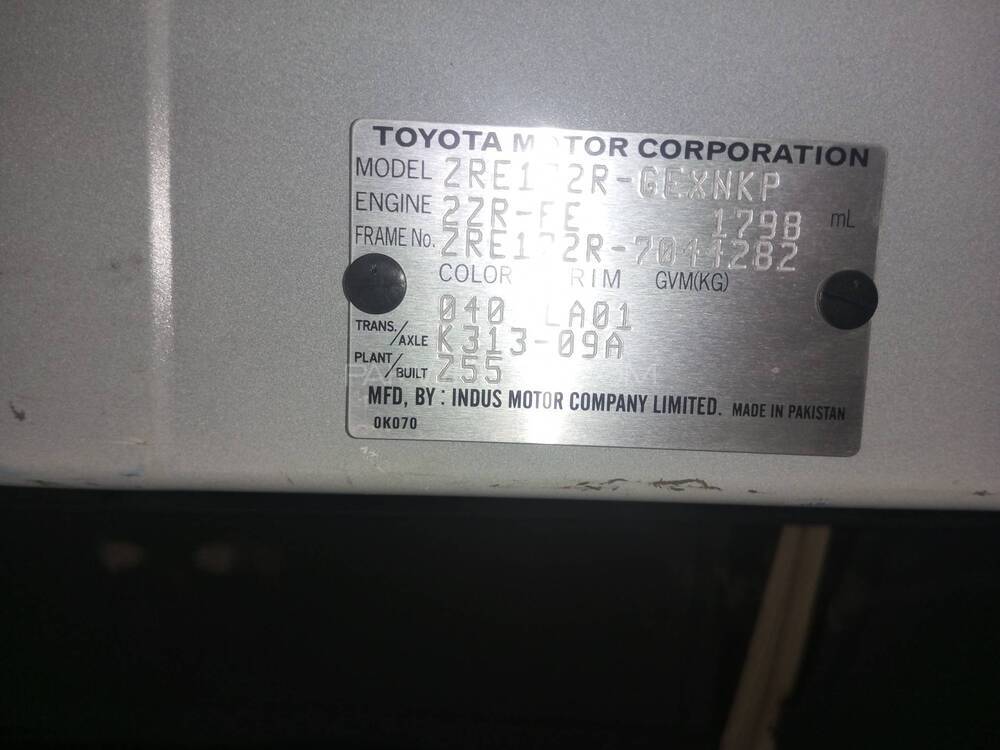 TOYOTA MOTOR CORPORATION
MODEL ZRE172R-GEXNKP
ENGINE 2ZR-FE 1798 mL
FRAME No. ZRE172R-7041282
COLOR TRIM GVM(KG)
040 LA01
TRANS./AXLE K313-09A
PLANT/BUILT Z55
MFD, BY : INDUS MOTOR COMPANY LIMITED. MADE IN PAKISTAN
0K070